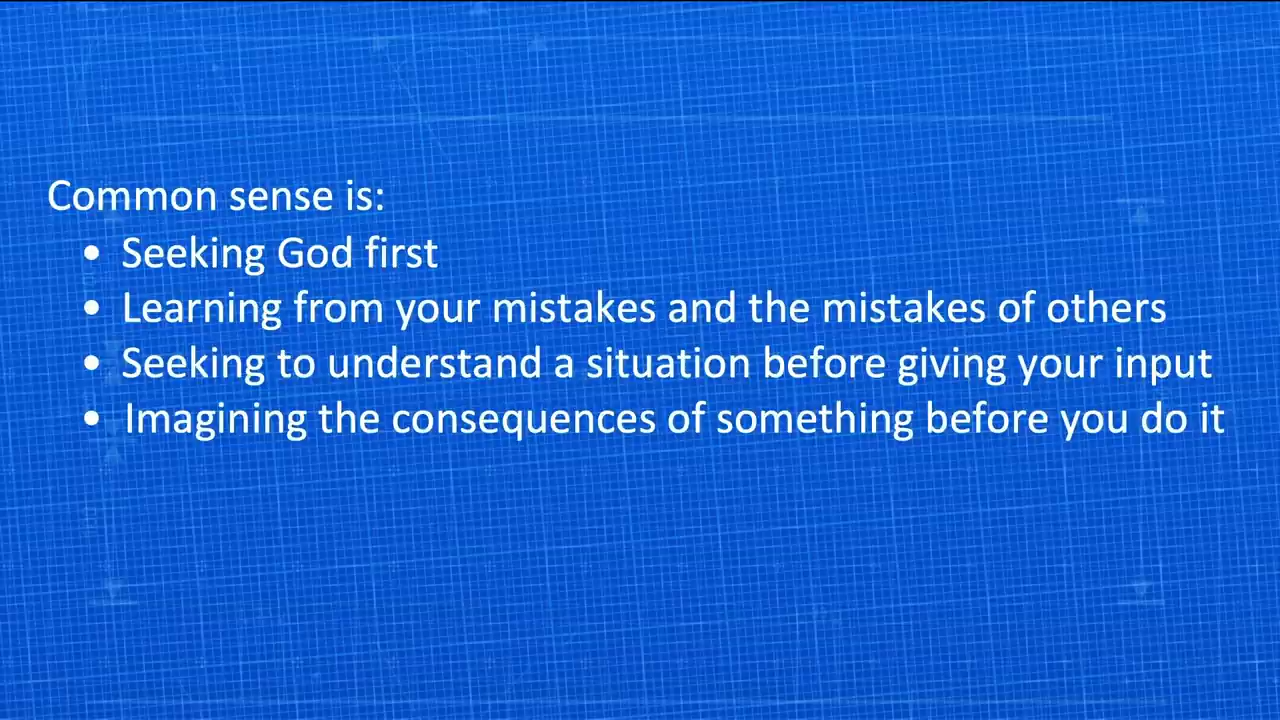 Common sense is:
• Seeking God first
• Learning from your mistakes and the mistakes of others
• Seeking to understand a situation before giving your input
• Imagining the consequences of something before you do it